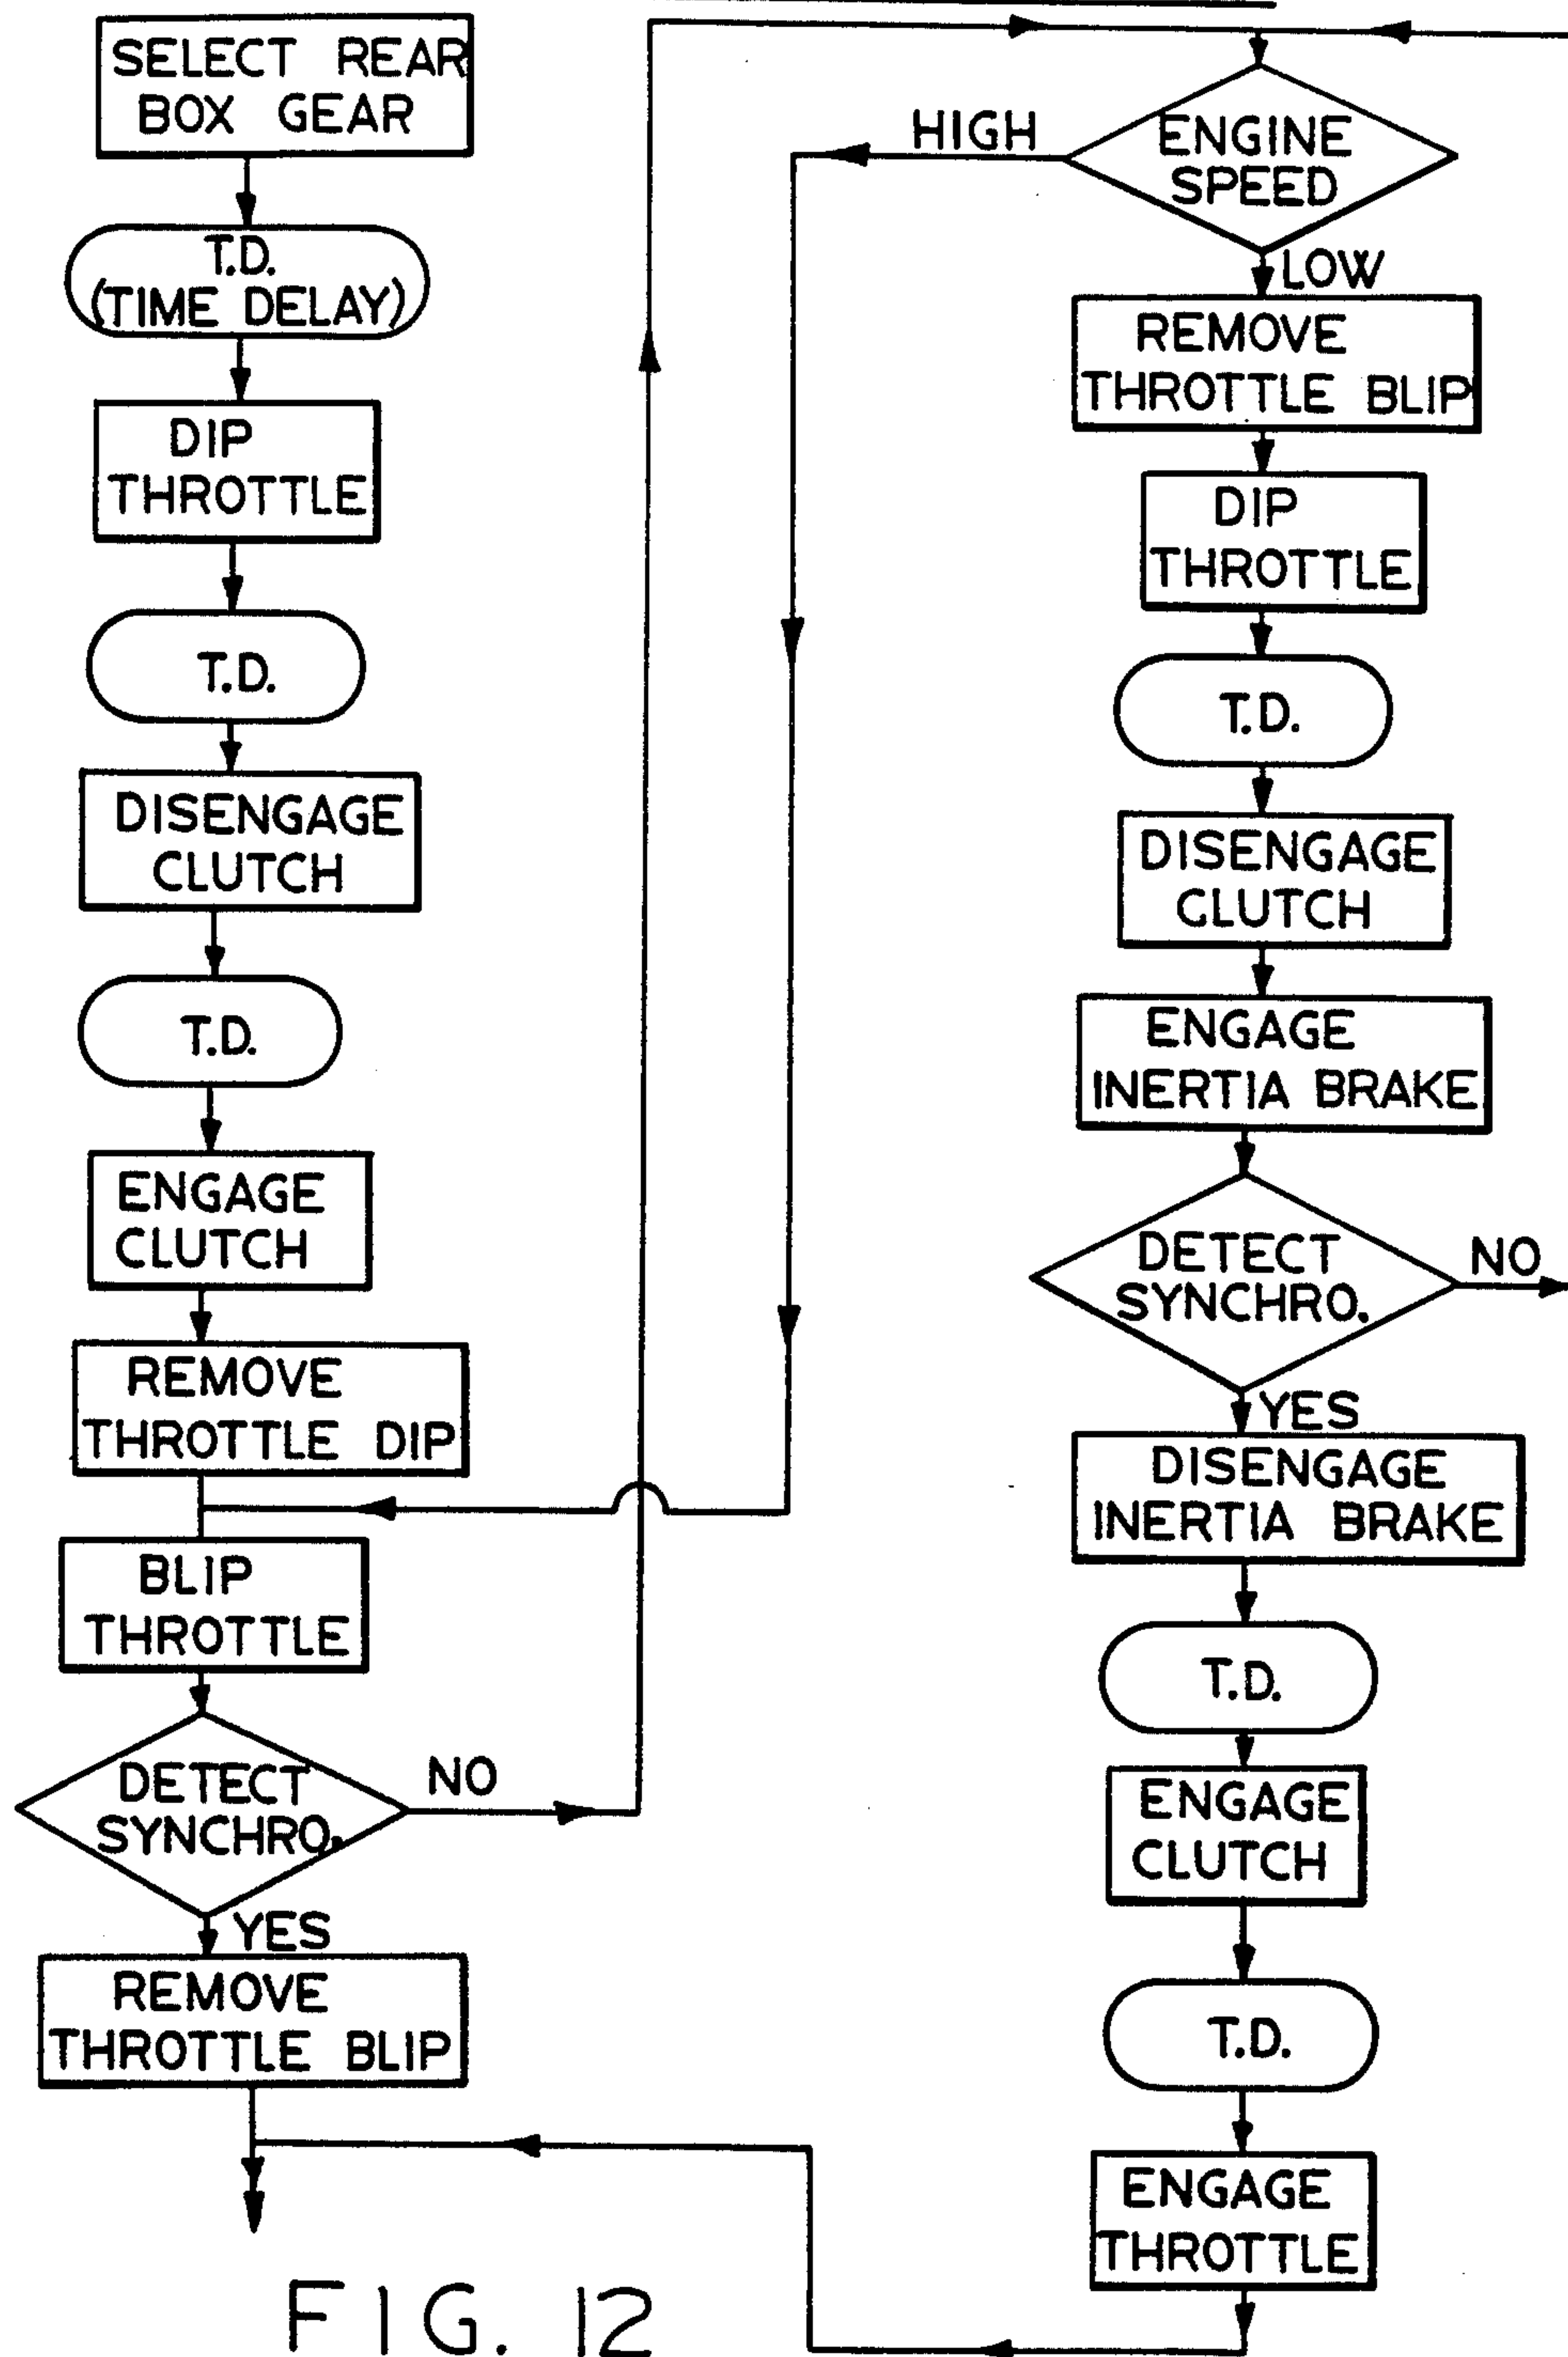 SELECT REAR
BOX GEAR
T.D.
(TIME DELAY)
DIP
THROTTLE
T.D.
DISENGAGE
CLUTCH
T.D.
ENGAGE
CLUTCH
REMOVE
THROTTLE DIP
BLIP
THROTTLE
DETECT
SYNCHRO.
NO
YES
REMOVE
THROTTLE BLIP
HIGH
ENGINE
SPEED
LOW
REMOVE
THROTTLE BLIP
DIP
THROTTLE
T.D.
DISENGAGE
CLUTCH
ENGAGE
INERTIA BRAKE
DETECT
SYNCHRO.
NO
YES
DISENGAGE
INERTIA BRAKE
T.D.
ENGAGE
CLUTCH
T.D.
ENGAGE
THROTTLE
FIG. 12